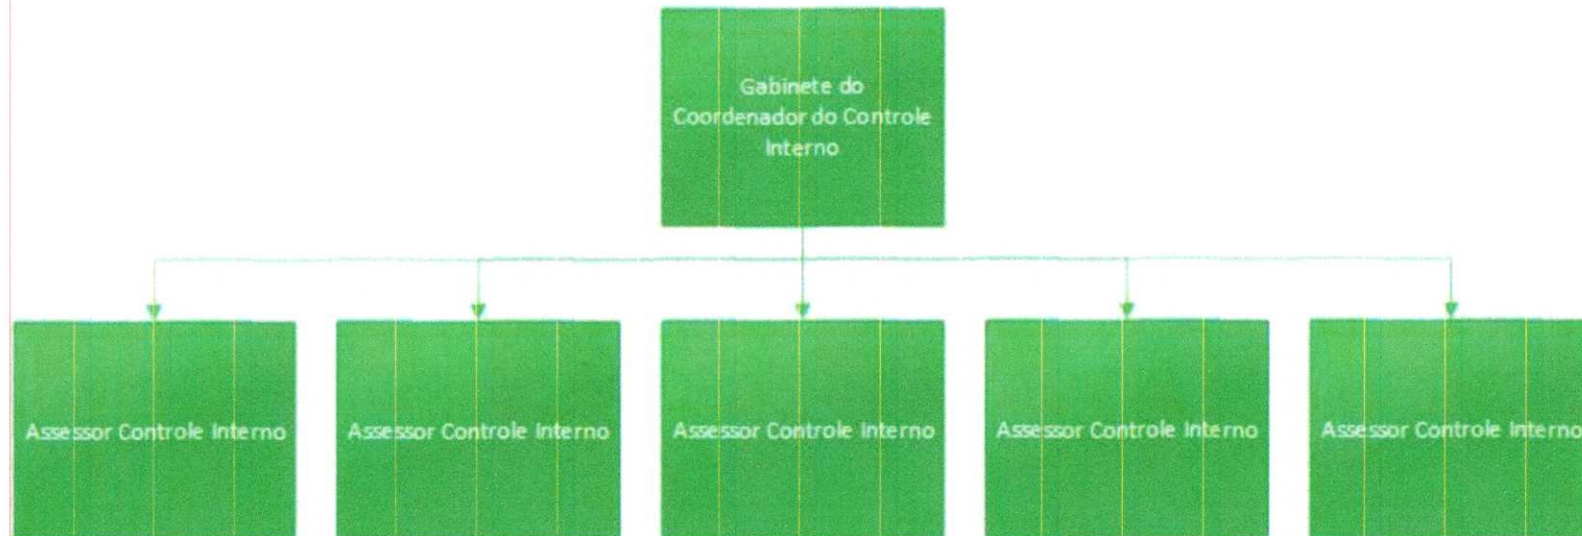 Gabinete do
Coordenador do Controle
Interno
Assessor Controle Interno
Assessor Controle Interno
Assessor Controle Interno
Assessor Controle Interno
Assessor Controle Interno